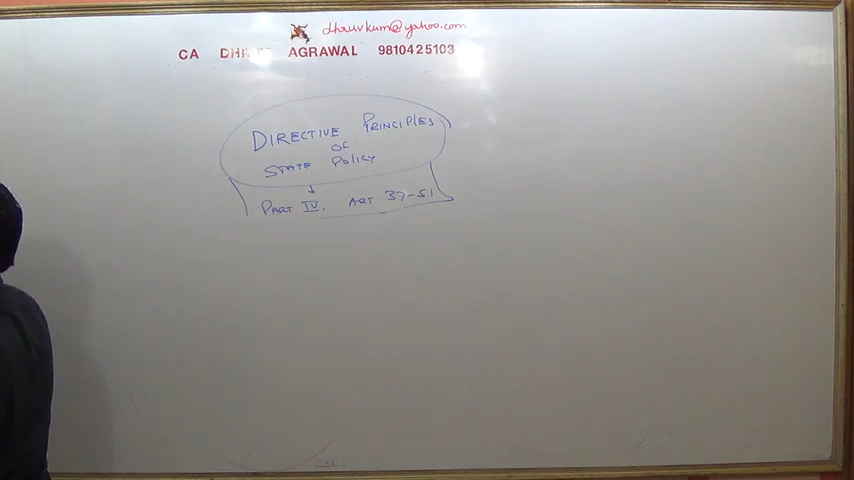 dhruvkum@yahoo.com
CA AGRAWAL 9810425103
DIRECTIVE PRINCIPLES
OF
STATE POLICY
PART IV, ART 37-51